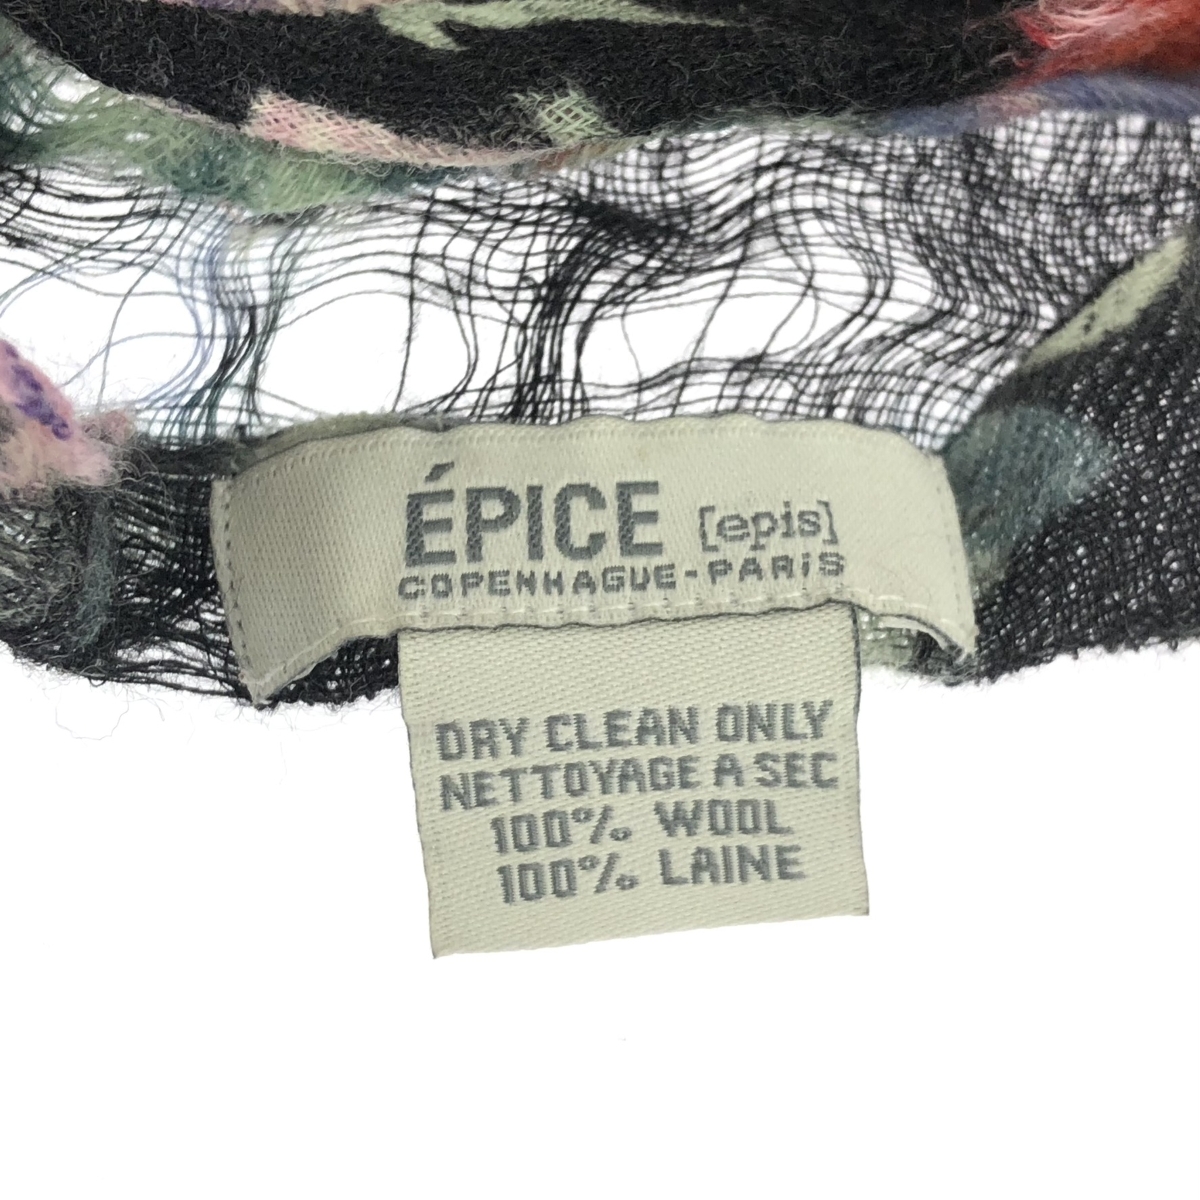 ÉPICE [epis]
COPENHAGUE-PARiS
DRY CLEAN ONLY
NETTOYAGE A SEC
100% WOOL
100% LAINE